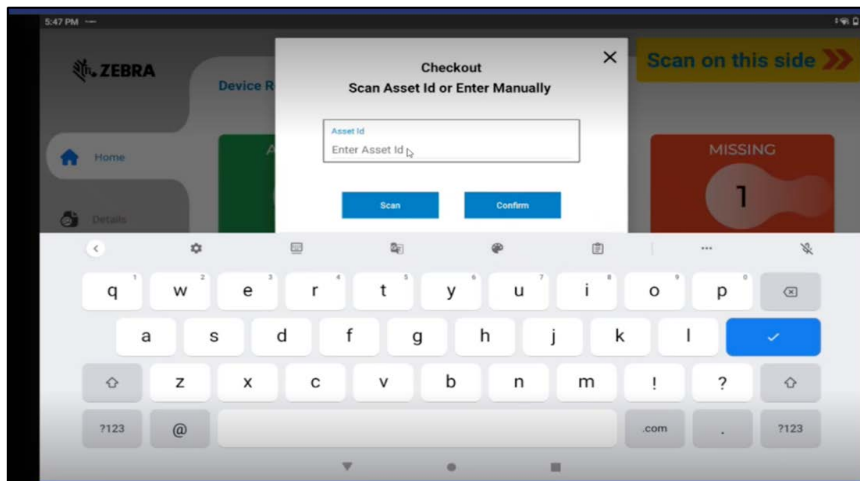 5:47 PM
ZEBRA
Device R
Checkout
Scan Asset Id or Enter Manually
Scan on this side
Asset Id
Enter Asset Id
Home
A
MISSING
1
Scan
Confirm
Details
1 2 3 4 5 6 7 8 9 0
q w e r t y u i o p
a s d f g h j k l
z x c v b n m ! ?
?123 @ .com . ?123